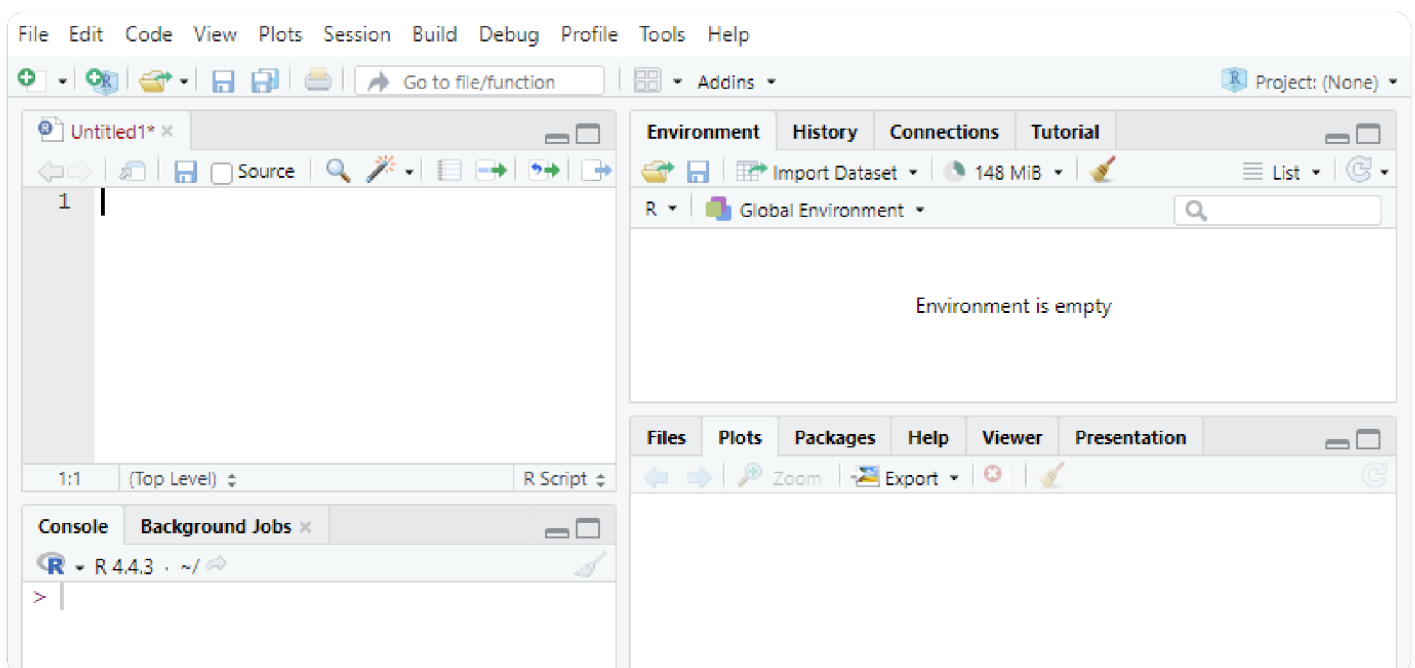 File Edit Code View Plots Session Build Debug Profile Tools Help
Go to file/function Addins Project: (None)
Untitled1*
Source
1
1:1 (Top Level) R Script
Console Background Jobs
R 4.4.3 · ~/
>
Environment History Connections Tutorial
Import Dataset 148 MiB List
R Global Environment
Environment is empty
Files Plots Packages Help Viewer Presentation
Zoom Export